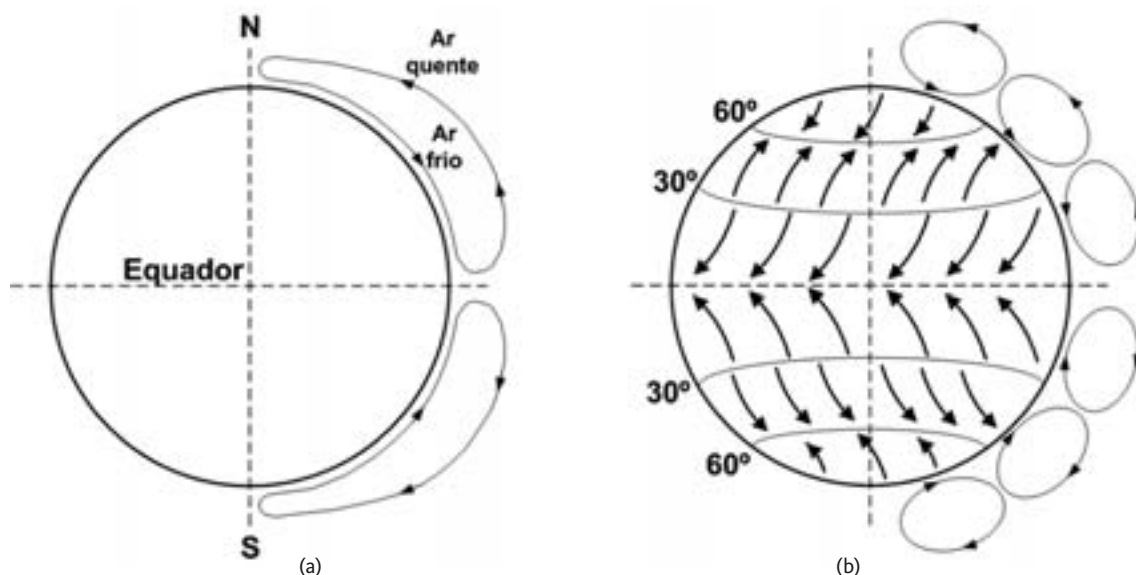 N
Ar
quente
Ar
frio
Equador
S
(a)
60º
30º
30º
60º
(b)